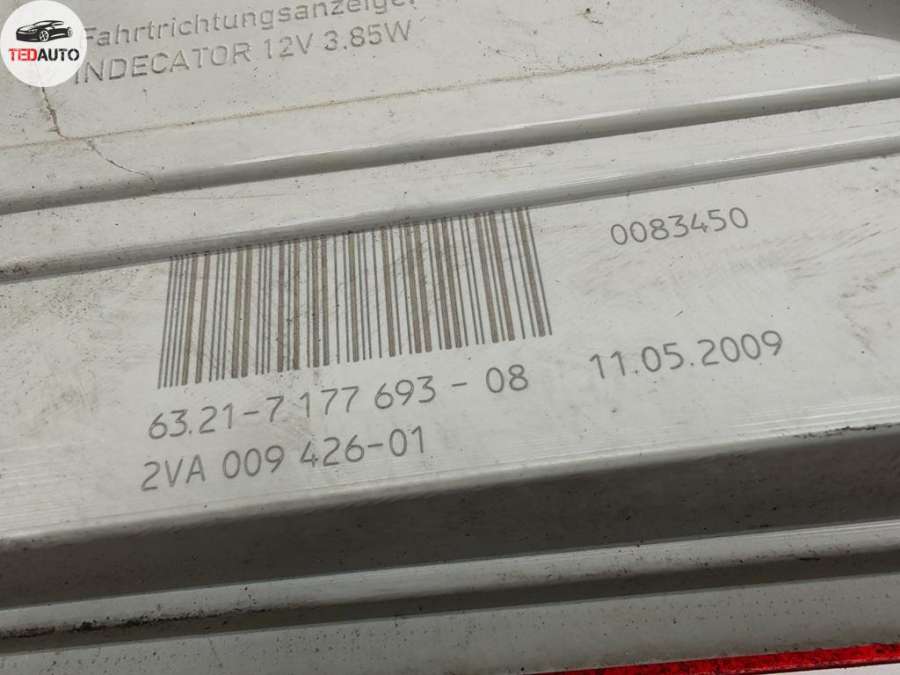 TEDAUTO
Fahrtrichtungsanzeiger
INDECATOR 12V 3.85W
0083450
63.21-7 177 693-08
11.05.2009
2VA 009 426-01